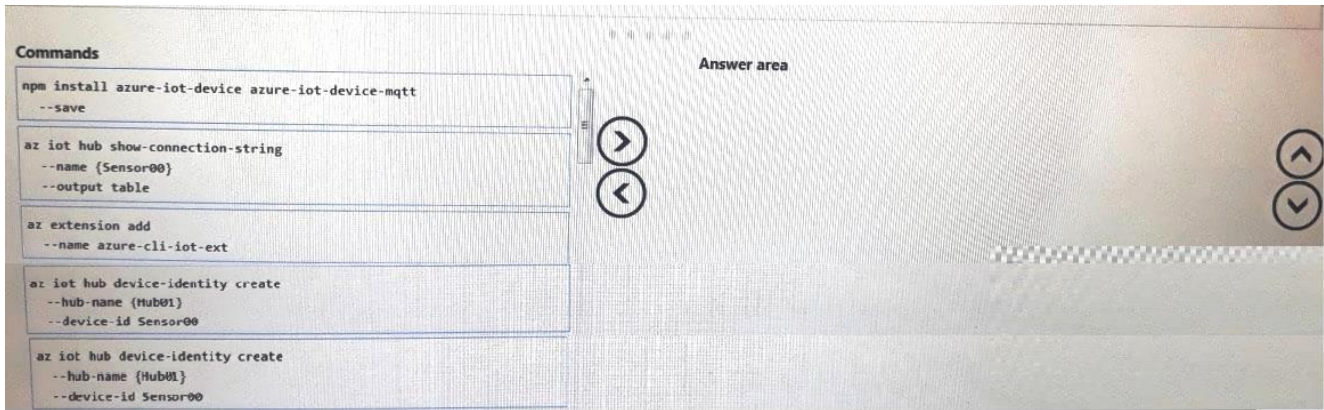 Commands
Answer area
npm install azure-iot-device azure-iot-device-mqtt
--save
az iot hub show-connection-string
--name {Sensor00}
--output table
az extension add
--name azure-cli-iot-ext
az iot hub device-identity create
--hub-name {Hub01}
--device-id Sensor00
az iot hub device-identity create
--hub-name {Hub01}
--device-id Sensor00